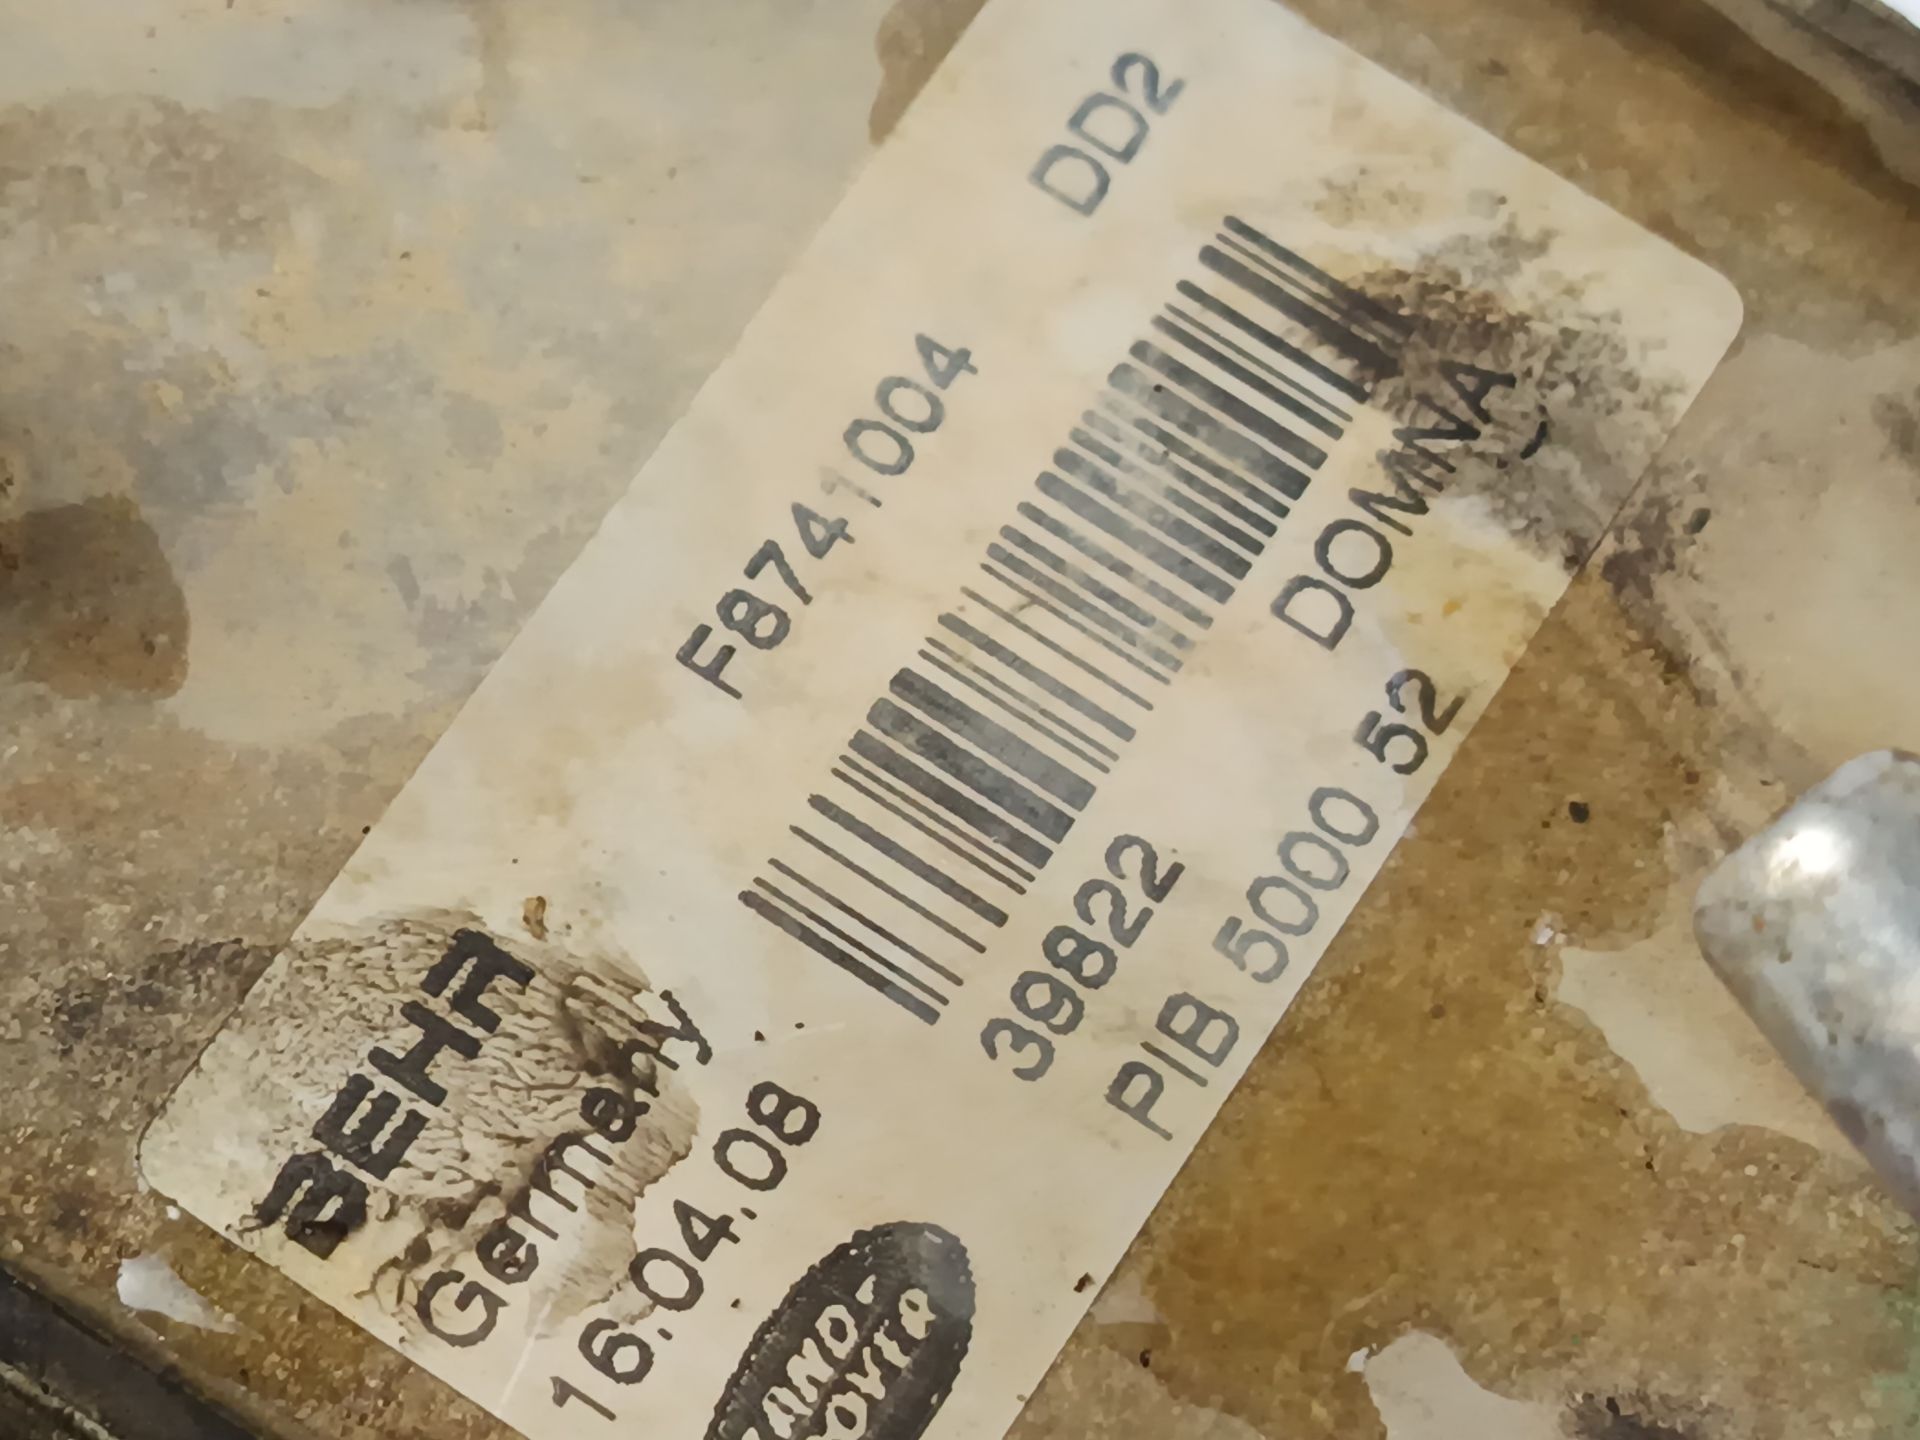 DD2
F8741004
DOMNA
39822
PIB 5000 52
BEHR
Germany
16.04.08